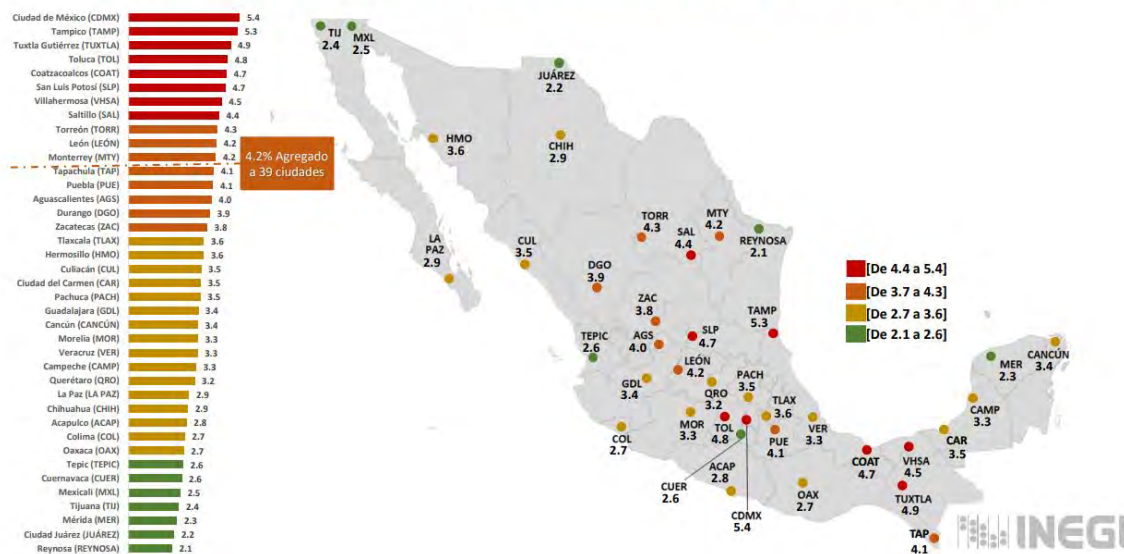 Ciudad de México (CDMX) 5.4
Tampico (TAMP) 5.3
Tuxtla Gutiérrez (TUXTLA) 4.9
Toluca (TOL) 4.8
Coatzacoalcos (COAT) 4.7
San Luis Potosí (SLP) 4.7
Villahermosa (VHSA) 4.5
Saltillo (SAL) 4.4
Torreón (TORR) 4.3
León (LEÓN) 4.2
Monterrey (MTY) 4.2
Tapachula (TAP) 4.1
Puebla (PUE) 4.1
Aguascalientes (AGS) 4.0
Durango (DGO) 3.9
Zacatecas (ZAC) 3.8
Tlaxcala (TLAX) 3.6
Hermosillo (HMO) 3.6
Culiacán (CUL) 3.5
Ciudad del Carmen (CAR) 3.5
Pachuca (PACH) 3.5
Guadalajara (GDL) 3.4
Cancún (CANCÚN) 3.4
Morelia (MOR) 3.3
Veracruz (VER) 3.3
Campeche (CAMP) 3.3
Querétaro (QRO) 3.2
La Paz (LA PAZ) 2.9
Chihuahua (CHIH) 2.9
Acapulco (ACAP) 2.8
Colima (COL) 2.7
Oaxaca (OAX) 2.7
Tepic (TEPIC) 2.6
Cuernavaca (CUER) 2.6
Mexicali (MXL) 2.5
Tijuana (TIJ) 2.4
Mérida (MER) 2.3
Ciudad Juárez (JUÁREZ) 2.2
Reynosa (REYNOSA) 2.1
4.2% Agregado
a 39 ciudades
TIJ
2.4
MXL
2.5
JUÁREZ
2.2
HMO
3.6
CHIH
2.9
LA
PAZ
2.9
CUL
3.5
TORR
4.3
SAL
4.4
MTY
4.2
REYNOSA
2.1
DGO
3.9
ZAC
3.8
TAMP
5.3
SLP
4.7
TEPIC
2.6
AGS
4.0
LEÓN
4.2
GDL
3.4
QRO
3.2
PACH
3.5
TLAX
3.6
COL
2.7
MOR
3.3
TOL
4.8
PUE
4.1
VER
3.3
CUER
2.6
ACAP
2.8
CDMX
5.4
OAX
2.7
COAT
4.7
VHSA
4.5
TUXTLA
4.9
TAP
4.1
CAR
3.5
CAMP
3.3
MER
2.3
CANCÚN
3.4
[De 4.4 a 5.4]
[De 3.7 a 4.3]
[De 2.7 a 3.6]
[De 2.1 a 2.6]
INEGI